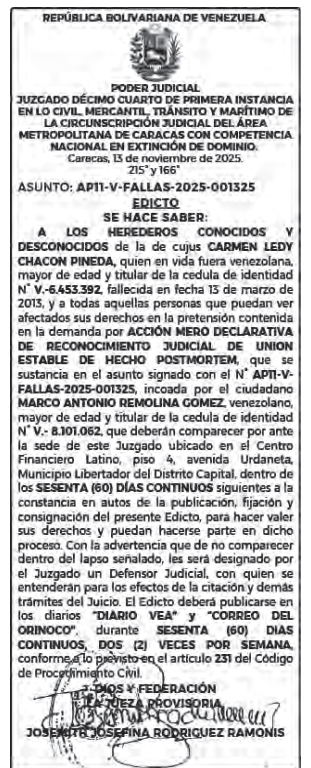 REPÚBLICA BOLIVARIANA DE VENEZUELA
PODER JUDICIAL
JUZGADO DÉCIMO CUARTO DE PRIMERA INSTANCIA
EN LO CIVIL, MERCANTIL, TRÁNSITO Y MARÍTIMO DE
LA CIRCUNSCRIPCIÓN JUDICIAL DEL ÁREA
METROPOLITANA DE CARACAS CON COMPETENCIA
NACIONAL EN EXTINCIÓN DE DOMINIO.
Caracas, 13 de noviembre de 2025.
215° y 166°
ASUNTO: AP11-V-FALLAS-2025-001325
EDICTO
SE HACE SABER:
A LOS HEREDEROS CONOCIDOS Y
DESCONOCIDOS de la de cujus CARMEN LEDY
CHACON PINEDA, quien en vida fuera venezolana,
mayor de edad y titular de la cedula de identidad
N° V.-6.453.392, fallecida en fecha 13 de marzo de
2013, y a todas aquellas personas que puedan ver
afectados sus derechos en la pretensión contenida
en la demanda por ACCIÓN MERO DECLARATIVA
DE RECONOCIMIENTO JUDICIAL DE UNION
ESTABLE DE HECHO POSTMORTEM, que se
sustancia en el asunto signado con el N° AP11-V-
FALLAS-2025-001325, incoada por el ciudadano
MARCO ANTONIO REMOLINA GOMEZ, venezolano,
mayor de edad y titular de la cedula de identidad
N° V.- 8.101.062, que deberán comparecer por ante
la sede de este Juzgado ubicado en el Centro
Financiero Latino, piso 4, avenida Urdaneta,
Municipio Libertador del Distrito Capital, dentro de
los SESENTA (60) DÍAS CONTINUOS siguientes a la
constancia en autos de la publicación, fijación y
consignación del presente Edicto, para hacer valer
sus derechos y puedan hacerse parte en dicho
proceso. Con la advertencia que de no comparecer
dentro del lapso señalado, les será designado por
el Juzgado un Defensor Judicial, con quien se
entenderán para los efectos de la citación y demás
trámites del Juicio. El Edicto deberá publicarse en
los diarios "DIARIO VEA" y "CORREO DEL
ORINOCO", durante SESENTA (60) DIAS
CONTINUOS, DOS (2) VECES POR SEMANA,
conforme a lo previsto en el artículo 231 del Código
de Procedimiento Civil.
DIOS Y FEDERACIÓN
LA JUEZA PROVISORIA
JOSEMITH JOSEFINA RODRIGUEZ RAMONIS